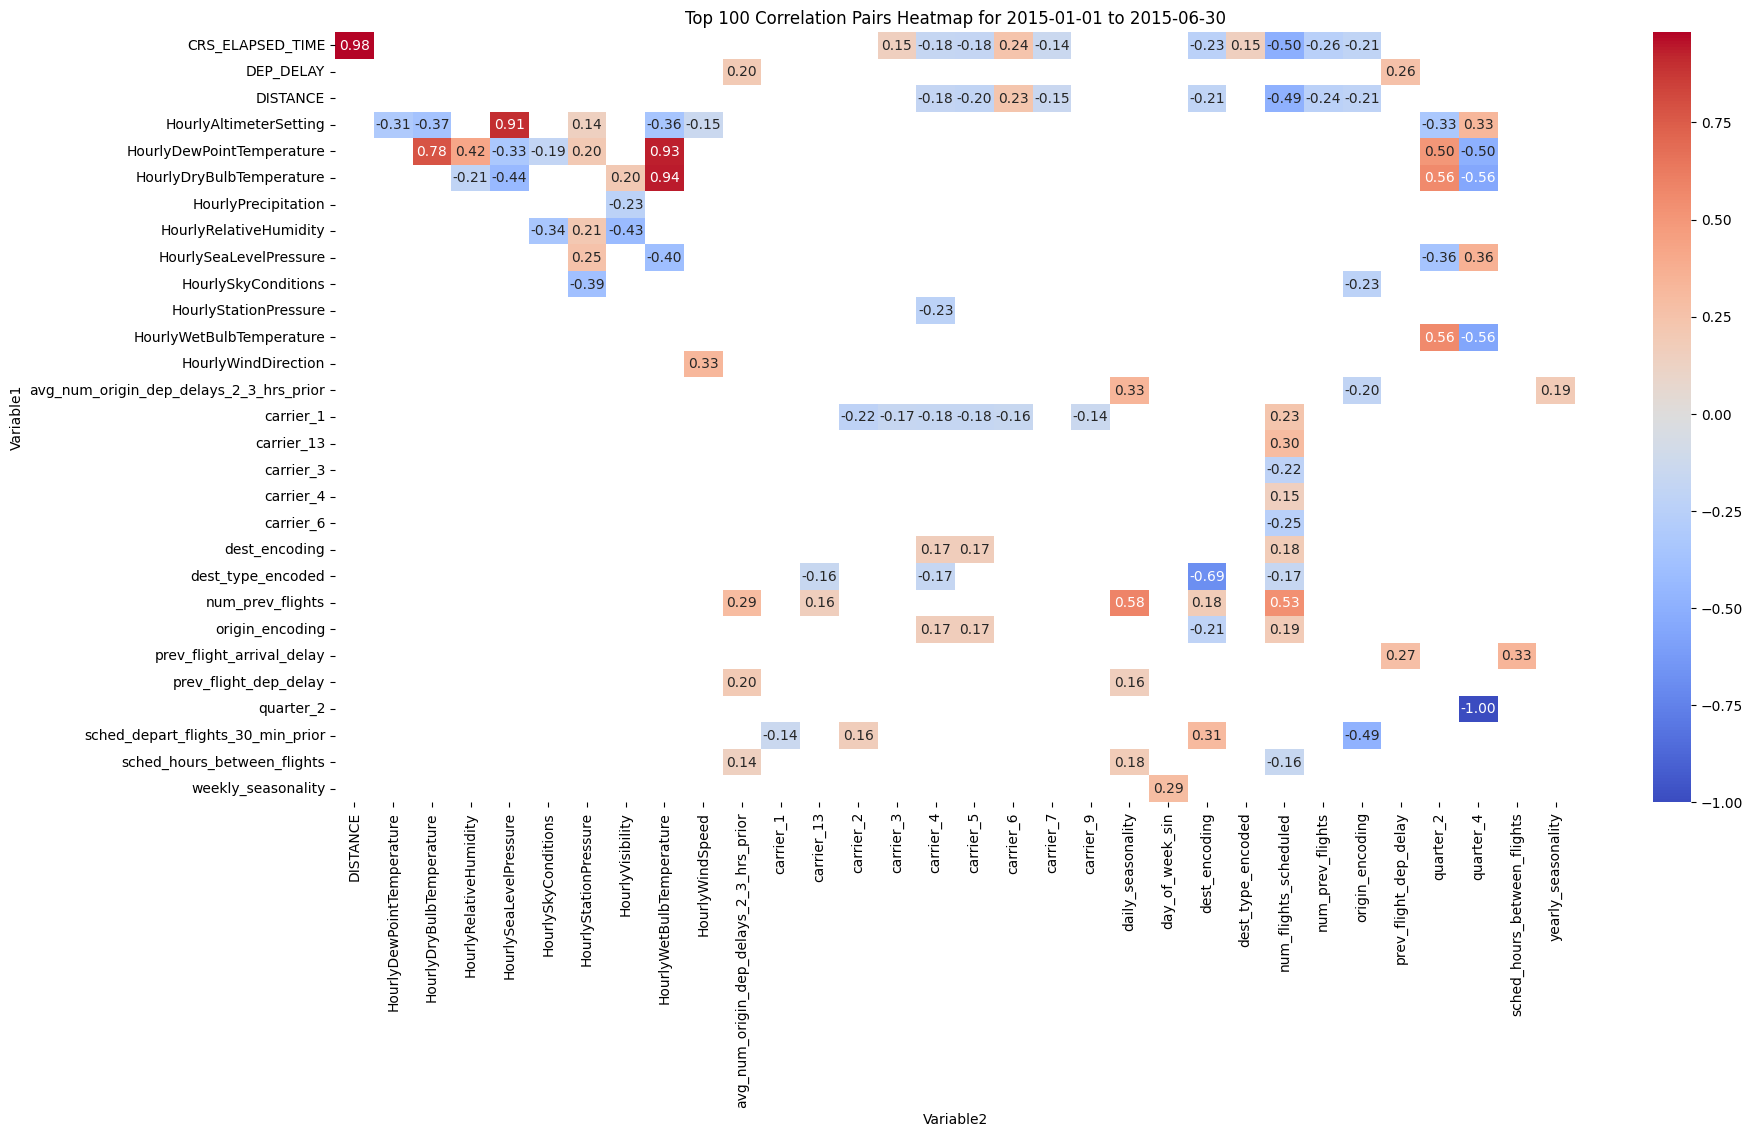 Top 100 Correlation Pairs Heatmap for 2015-01-01 to 2015-06-30
Variable1
CRS_ELAPSED_TIME 0.98 0.15 -0.18 -0.18 0.24 -0.14 -0.23 0.15 -0.50 -0.26 -0.21
DEP_DELAY 0.20 0.26
DISTANCE -0.18 -0.20 0.23 -0.15 -0.21 -0.49 -0.24 -0.21
HourlyAltimeterSetting -0.31 -0.37 0.91 0.14 -0.36 -0.15 -0.33 0.33
HourlyDewPointTemperature 0.78 0.42 -0.33 -0.19 0.20 0.93 0.50 -0.50
HourlyDryBulbTemperature -0.21 -0.44 0.20 0.94 0.56 -0.56
HourlyPrecipitation -0.23
HourlyRelativeHumidity -0.34 0.21 -0.43
HourlySeaLevelPressure 0.25 -0.40 -0.36 0.36
HourlySkyConditions -0.39 -0.23
HourlyStationPressure -0.23
HourlyWetBulbTemperature 0.56 -0.56
HourlyWindDirection 0.33
avg_num_origin_dep_delays_2_3_hrs_prior 0.33 -0.20 0.19
carrier_1 -0.22 -0.17 -0.18 -0.18 -0.16 -0.14 0.23
carrier_13 0.30
carrier_3 -0.22
carrier_4 0.15
carrier_6 -0.25
dest_encoding 0.17 0.17 0.18
dest_type_encoded -0.16 -0.17 -0.69 -0.17
num_prev_flights 0.29 0.16 0.58 0.18 0.53
origin_encoding 0.17 0.17 -0.21 0.19
prev_flight_arrival_delay 0.27 0.33
prev_flight_dep_delay 0.20 0.16
quarter_2 -1.00
sched_depart_flights_30_min_prior -0.14 0.16 0.31 -0.49
sched_hours_between_flights 0.14 0.18 -0.16
weekly_seasonality 0.29
DISTANCE
HourlyDewPointTemperature
HourlyDryBulbTemperature
HourlyRelativeHumidity
HourlySeaLevelPressure
HourlySkyConditions
HourlyStationPressure
HourlyVisibility
HourlyWetBulbTemperature
HourlyWindSpeed
avg_num_origin_dep_delays_2_3_hrs_prior
carrier_1
carrier_13
carrier_2
carrier_3
carrier_4
carrier_5
carrier_6
carrier_7
carrier_9
daily_seasonality
day_of_week_sin
dest_encoding
dest_type_encoded
num_flights_scheduled
num_prev_flights
origin_encoding
prev_flight_dep_delay
quarter_2
quarter_4
sched_hours_between_flights
yearly_seasonality
Variable2
0.75
0.50
0.25
0.00
−0.25
−0.50
−0.75
−1.00